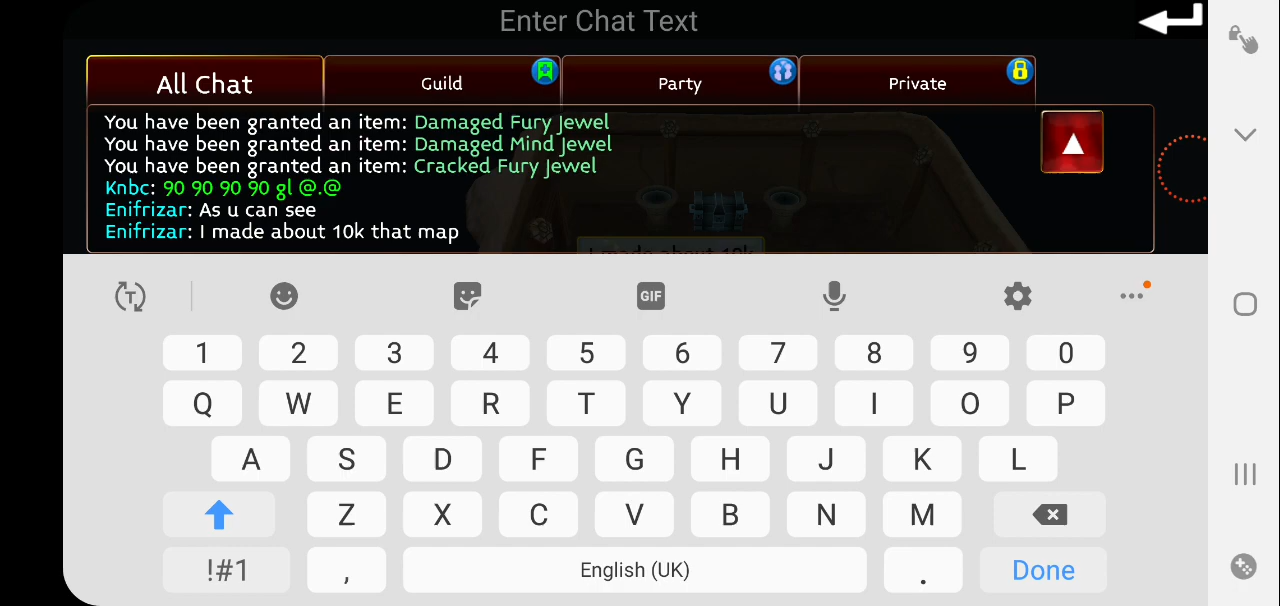 Enter Chat Text
All Chat
Guild
Party
Private
You have been granted an item: Damaged Fury Jewel
You have been granted an item: Damaged Mind Jewel
You have been granted an item: Cracked Fury Jewel
Knbc: 90 90 90 90 gl @.@
Enifrizar: As u can see
Enifrizar: I made about 10k that map
I made about 10k
T
GIF
1 2 3 4 5 6 7 8 9 0
Q W E R T Y U I O P
A S D F G H J K L
Z X C V B N M
!#1 , English (UK) . Done